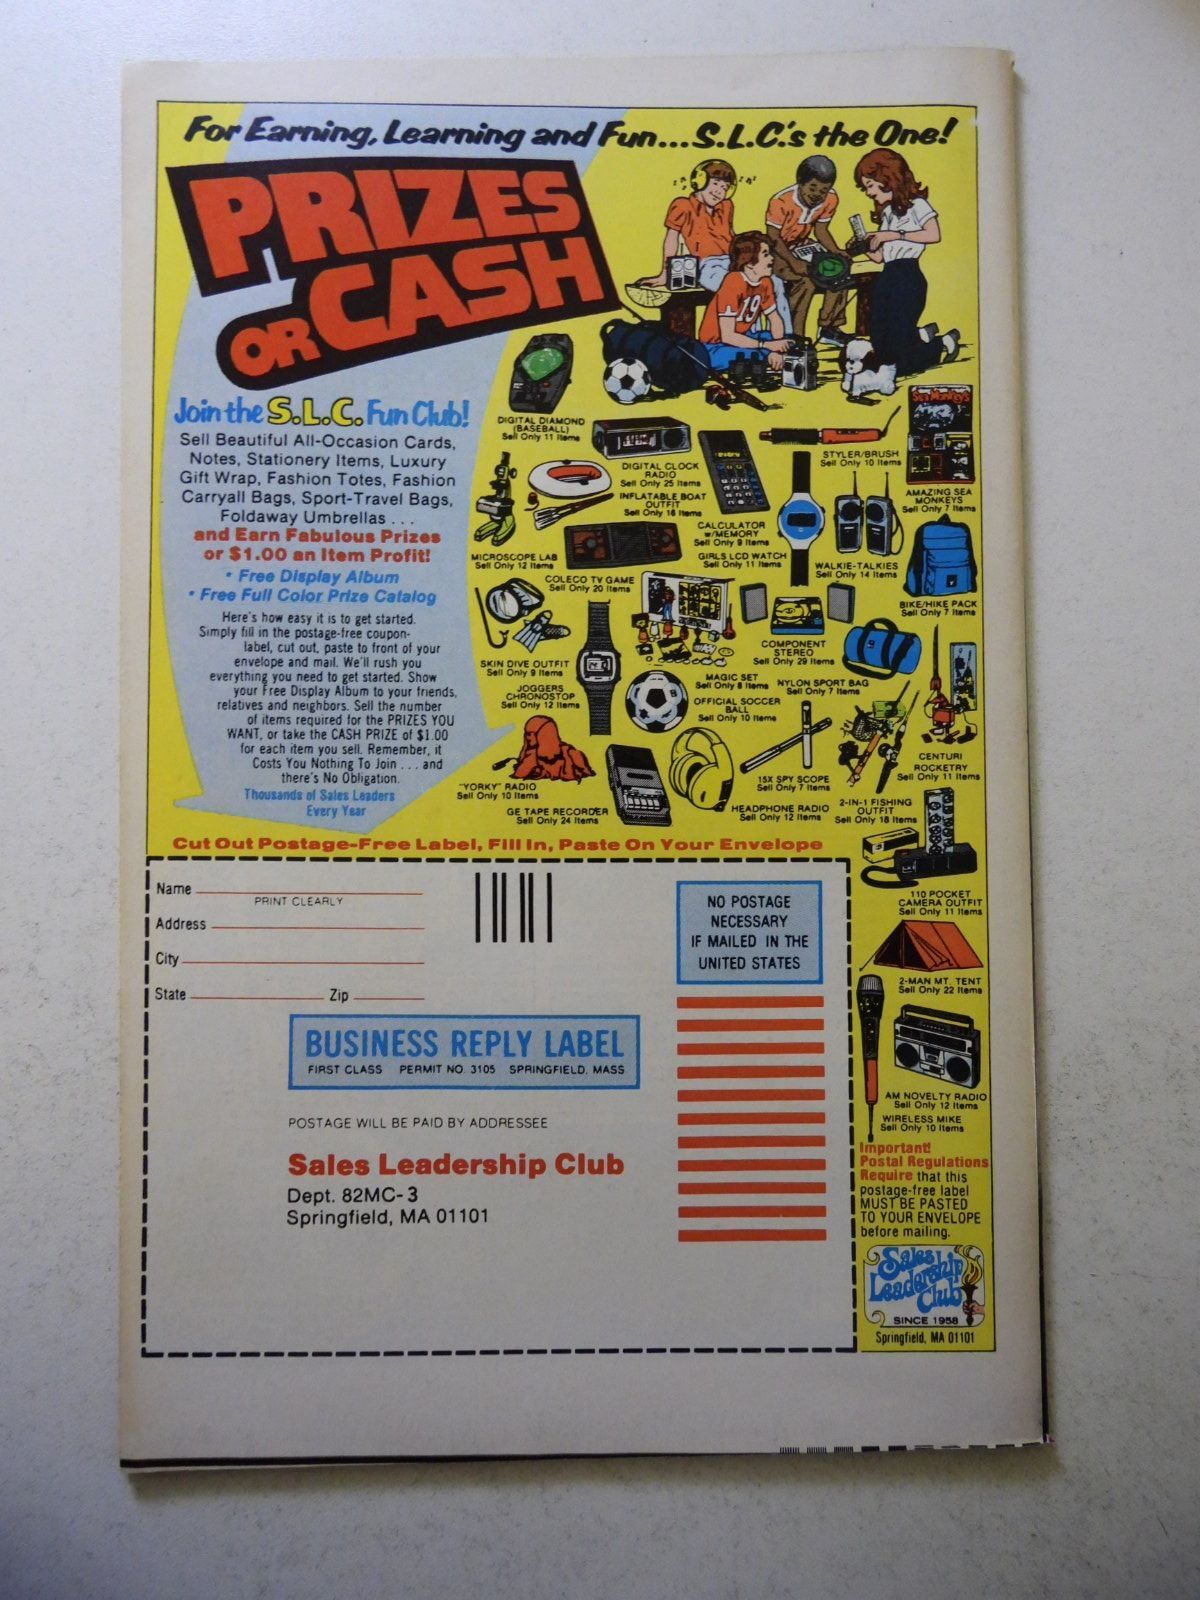 For Earning, Learning and Fun...S.L.C.'s the One!
PRIZES
OR CASH
Join the S.L.C. Fun Club!
Sell Beautiful All-Occasion Cards,
Notes, Stationery Items, Luxury
Gift Wrap, Fashion Totes, Fashion
Carryall Bags, Sport-Travel Bags,
Foldaway Umbrellas . . .
and Earn Fabulous Prizes
or $1.00 an Item Profit!
• Free Display Album
• Free Full Color Prize Catalog
Here's how easy it is to get started.
Simply fill in the postage-free coupon-
label, cut out, paste to front of your
envelope and mail. We'll rush you
everything you need to get started. Show
your Free Display Album to your friends,
relatives and neighbors. Sell the number
of items required for the PRIZES YOU
WANT, or take the CASH PRIZE of $1.00
for each item you sell. Remember, it
Costs You Nothing To Join . . . and
there's No Obligation.
Thousands of Sales Leaders
Every Year
19
DIGITAL DIAMOND
(BASEBALL)
Sell Only 11 Items
DIGITAL CLOCK
RADIO
Sell Only 25 Items
STYLER/BRUSH
Sell Only 10 Items
Sea Monkeys
AMAZING SEA
MONKEYS
Sell Only 7 Items
INFLATABLE BOAT
OUTFIT
Sell Only 16 Items
CALCULATOR
w/MEMORY
Sell Only 9 Items
MICROSCOPE LAB
Sell Only 12 Items
GIRLS LCD WATCH
Sell Only 11 Items
WALKIE-TALKIES
Sell Only 14 Items
COLECO TV GAME
Sell Only 20 Items
BIKE/HIKE PACK
Sell Only 7 Items
COMPONENT
STEREO
Sell Only 29 Items
SKIN DIVE OUTFIT
Sell Only 9 Items
MAGIC SET
Sell Only 8 Items
NYLON SPORT BAG
Sell Only 7 Items
JOGGERS
CHRONOSTOP
Sell Only 12 Items
OFFICIAL SOCCER
BALL
Sell Only 10 Items
CENTURI
ROCKETRY
Sell Only 11 Items
15X SPY SCOPE
Sell Only 7 Items
"YORKY" RADIO
Sell Only 10 Items
GE TAPE RECORDER
Sell Only 24 Items
HEADPHONE RADIO
Sell Only 12 Items
2-IN-1 FISHING
OUTFIT
Sell Only 18 Items
110 POCKET
CAMERA OUTFIT
Sell Only 11 Items
2-MAN MT. TENT
Sell Only 22 Items
AM NOVELTY RADIO
Sell Only 12 Items
WIRELESS MIKE
Sell Only 10 Items
Cut Out Postage-Free Label, Fill In, Paste On Your Envelope
Name
PRINT CLEARLY
Address
City
State Zip
NO POSTAGE
NECESSARY
IF MAILED IN THE
UNITED STATES
BUSINESS REPLY LABEL
FIRST CLASS PERMIT NO. 3105 SPRINGFIELD, MASS.
POSTAGE WILL BE PAID BY ADDRESSEE
Sales Leadership Club
Dept. 82MC-3
Springfield, MA 01101
Important!
Postal Regulations
Require that this
postage-free label
MUST BE PASTED
TO YOUR ENVELOPE
before mailing.
Sales
Leadership
Club
SINCE 1958
Springfield, MA 01101